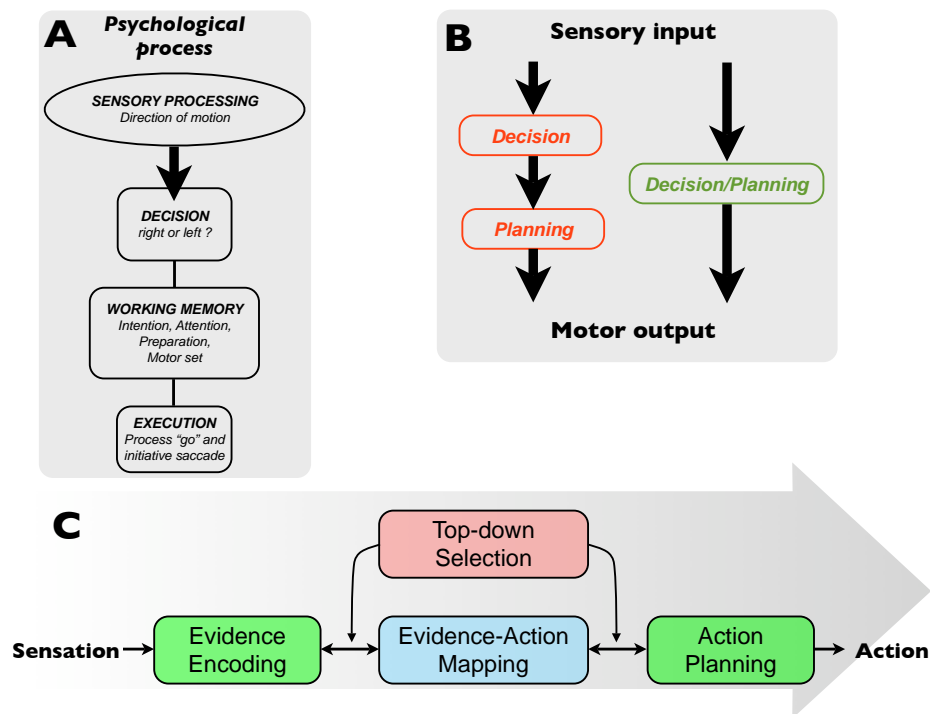 A
Psychological
process
SENSORY PROCESSING
Direction of motion
DECISION
right or left ?
WORKING MEMORY
Intention, Attention,
Preparation,
Motor set
EXECUTION
Process “go” and
initiative saccade
B
Sensory input
Decision
Planning
Decision/Planning
Motor output
C
Top-down
Selection
Sensation
Evidence
Encoding
Evidence-Action
Mapping
Action
Planning
Action